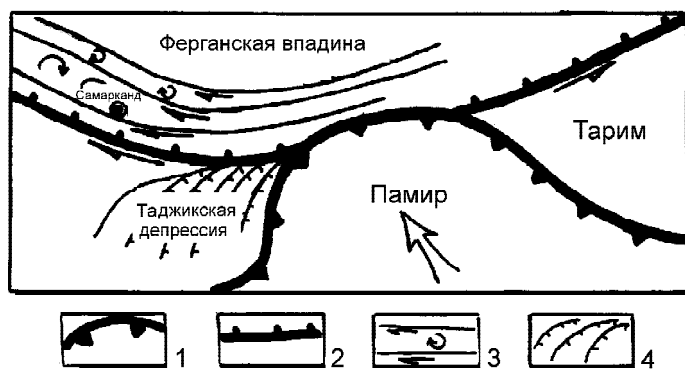 Ферганская впадина
Самарканд
Тарим
Памир
Таджикская
депрессия
1
2
3
4